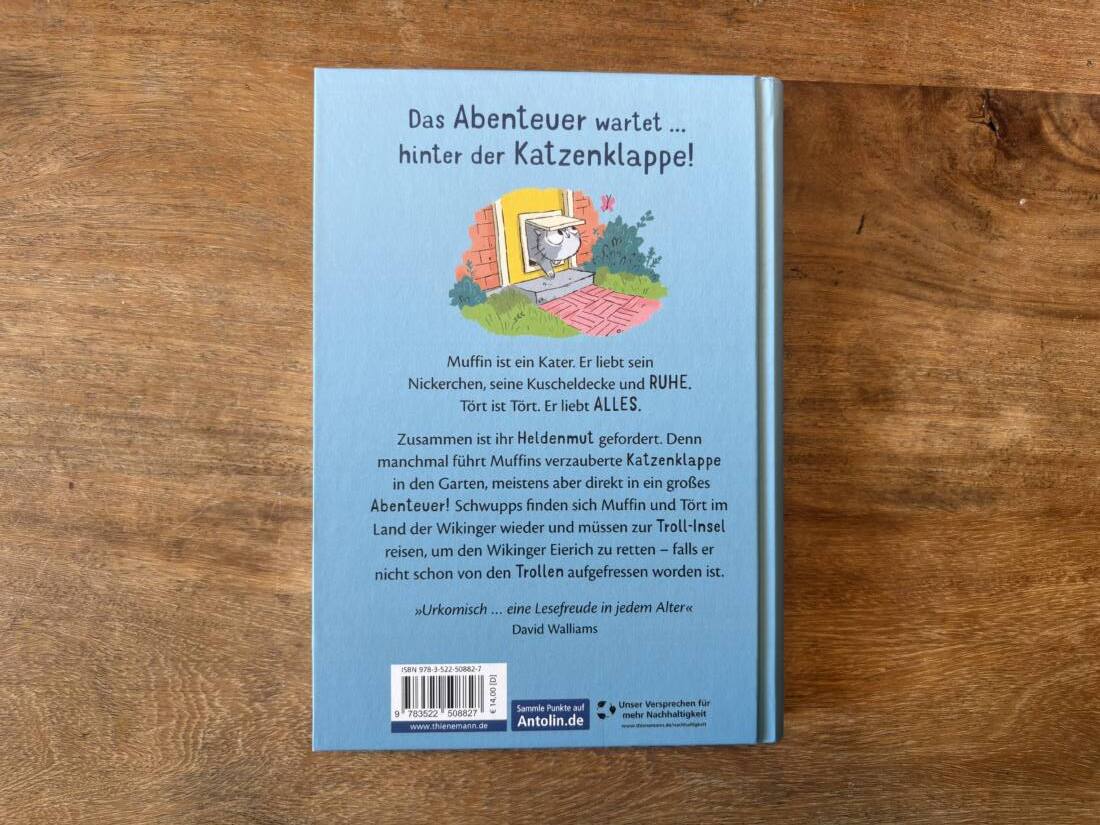 Das Abenteuer wartet ...
hinter der Katzenklappe!
Muffin ist ein Kater. Er liebt sein
Nickerchen, seine Kuscheldecke und RUHE.
Tört ist Tört. Er liebt ALLES.
Zusammen ist ihr Heldenmut gefordert. Denn
manchmal führt Muffins verzauberte Katzenklappe
in den Garten, meistens aber direkt in ein großes
Abenteuer! Schwupps finden sich Muffin und Tört im
Land der Wikinger wieder und müssen zur Troll-Insel
reisen, um den Wikinger Eierich zu retten – falls er
nicht schon von den Trollen aufgefressen worden ist.
»Urkomisch ... eine Lesefreude in jedem Alter«
David Walliams
ISBN 978-3-522-50882-7
€ 14,00 [D]
9 783522 508827
www.thienemann.de
Sammle Punkte auf
Antolin.de
Unser Versprechen für
mehr Nachhaltigkeit
www.thienemann.de/nachhaltigkeit